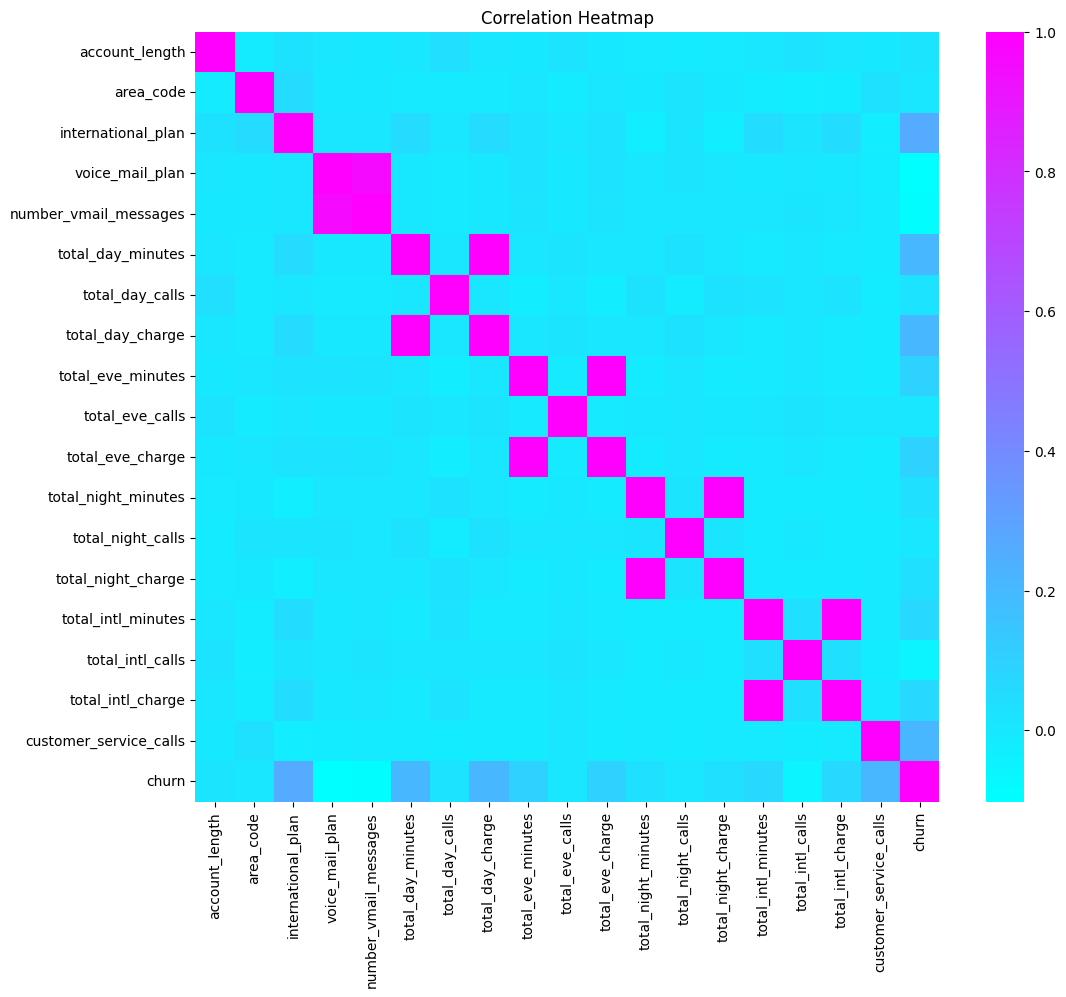 Correlation Heatmap
account_length
area_code
international_plan
voice_mail_plan
number_vmail_messages
total_day_minutes
total_day_calls
total_day_charge
total_eve_minutes
total_eve_calls
total_eve_charge
total_night_minutes
total_night_calls
total_night_charge
total_intl_minutes
total_intl_calls
total_intl_charge
customer_service_calls
churn
account_length
area_code
international_plan
voice_mail_plan
number_vmail_messages
total_day_minutes
total_day_calls
total_day_charge
total_eve_minutes
total_eve_calls
total_eve_charge
total_night_minutes
total_night_calls
total_night_charge
total_intl_minutes
total_intl_calls
total_intl_charge
customer_service_calls
churn
1.0
0.8
0.6
0.4
0.2
0.0